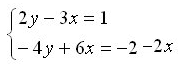 2y − 3x = 1
−4y + 6x = −2 −2x